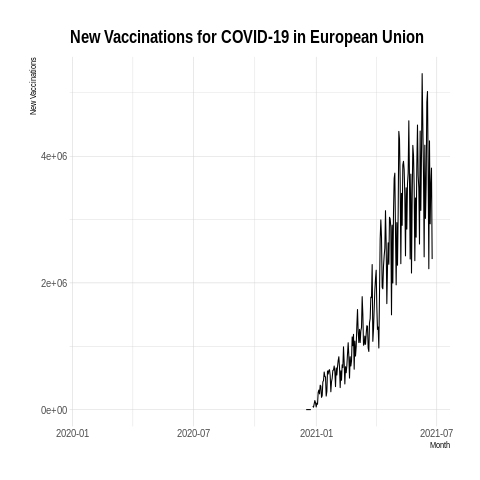 New Vaccinations for COVID-19 in European Union
New Vaccinations
4e+06
2e+06
0e+00
2020-01
2020-07
2021-01
2021-07
Month